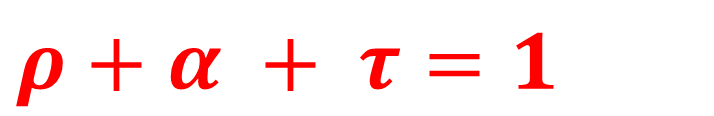 ρ + α + τ = 1